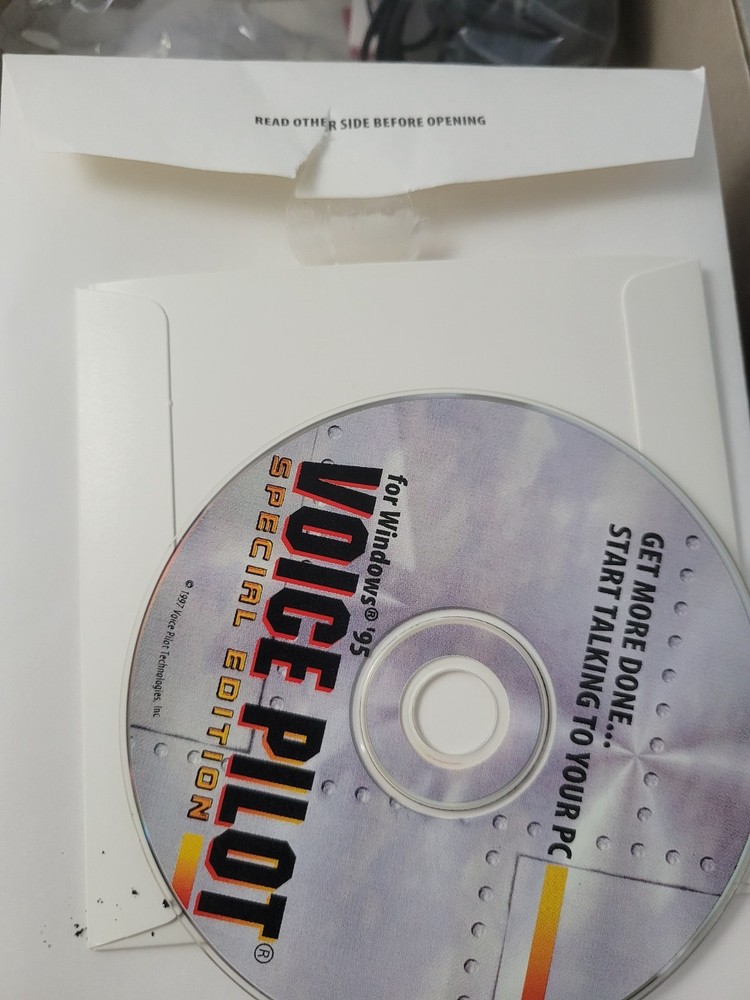 READ OTHER SIDE BEFORE OPENING
GET MORE DONE...
START TALKING TO YOUR PC
for Windows® '95
VOICE PILOT®
SPECIAL EDITION
© 1997 Voice Pilot Technologies, Inc